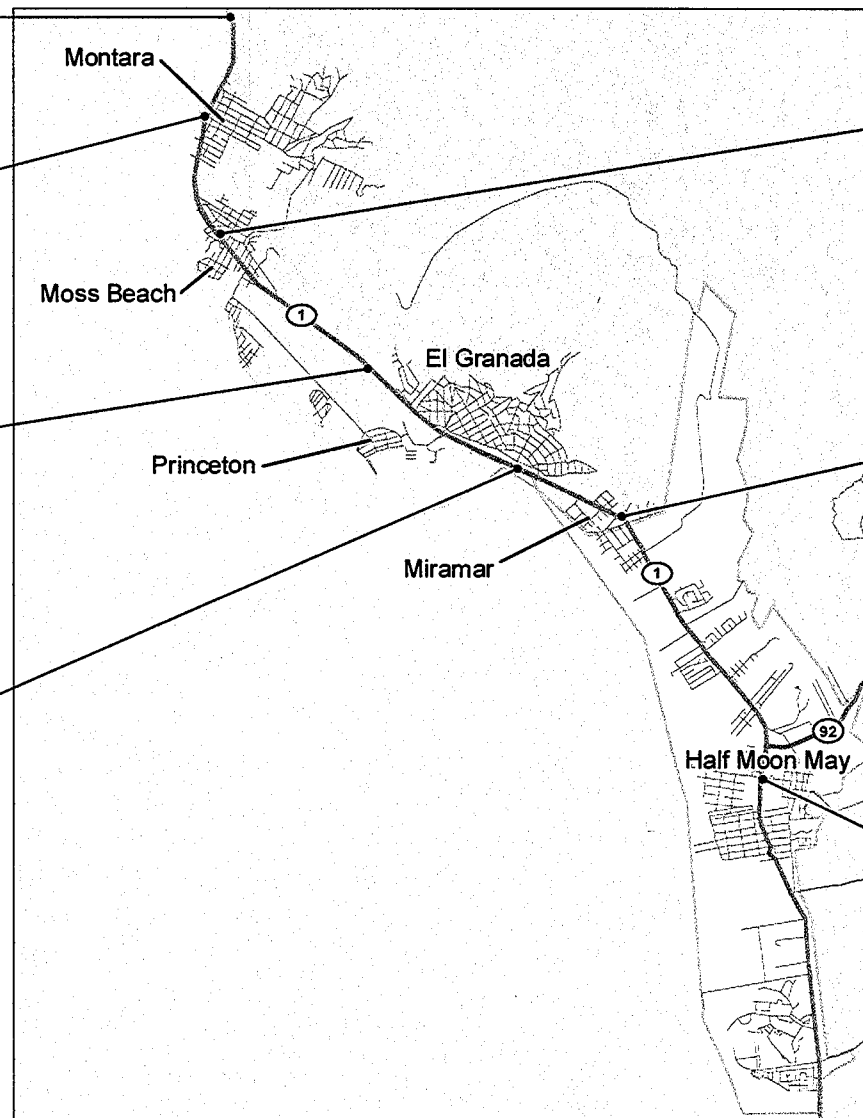 Montara
Moss Beach
1
El Granada
Princeton
Miramar
1
92
Half Moon May